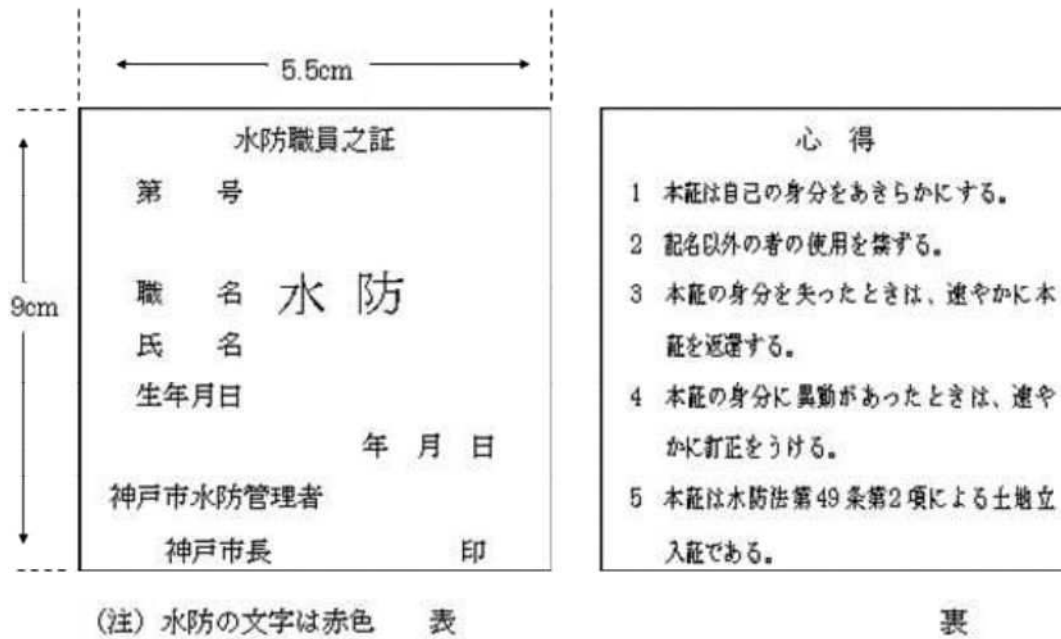 5.5cm
9cm
水防職員之証
第　　号
職　　名　水 防
氏　　名
生年月日
年　月　日
神戸市水防管理者
神戸市長　　　　　　　印
（注）水防の文字は赤色　　表
心　得
1　本証は自己の身分をあきらかにする。
2　記名以外の者の使用を禁ずる。
3　本証の身分を失ったときは、速やかに本
証を返還する。
4　本証の身分に異動があったときは、速や
かに訂正をうける。
5　本証は水防法第49条第2項による土地立
入証である。
裏